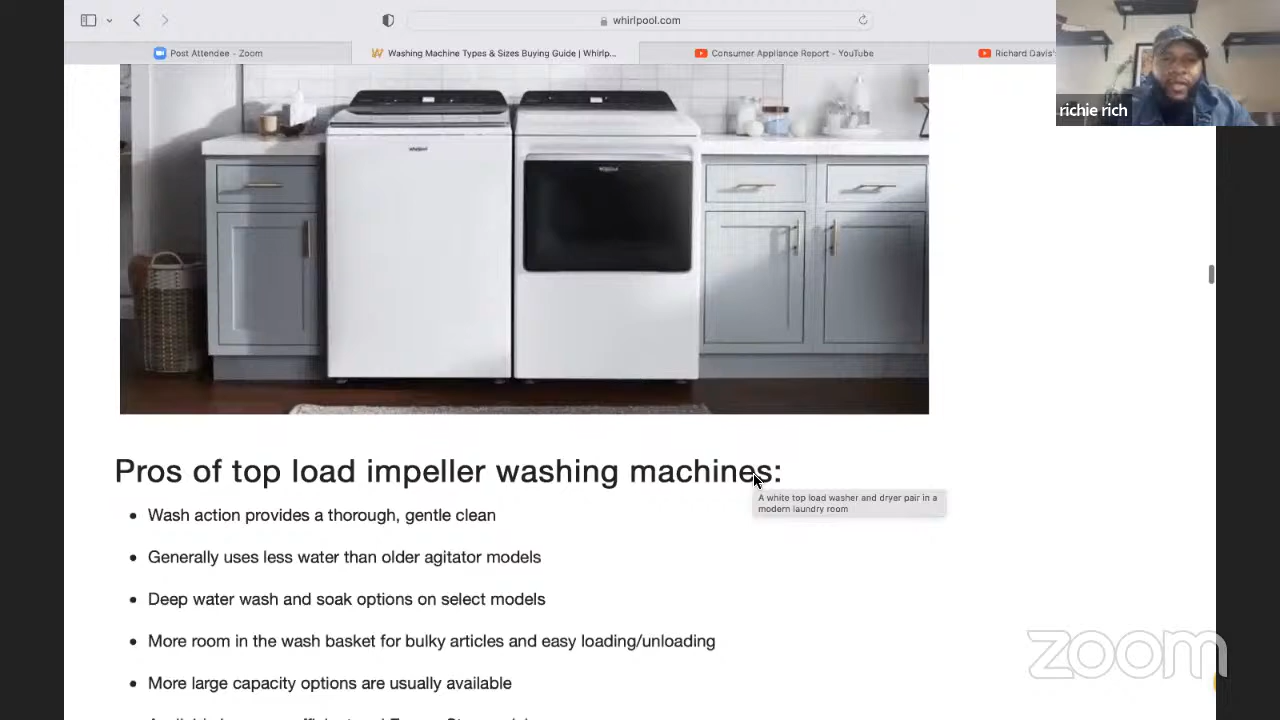 whirlpool.com
Post Attendee - Zoom
Washing Machine Types & Sizes Buying Guide | Whirlp...
Consumer Appliance Report - YouTube
Richard Davis'
richie rich
Whirlpool
Whirlpool
Pros of top load impeller washing machines:
A white top load washer and dryer pair in a
modern laundry room
• Wash action provides a thorough, gentle clean
• Generally uses less water than older agitator models
• Deep water wash and soak options on select models
• More room in the wash basket for bulky articles and easy loading/unloading
• More large capacity options are usually available
zoom